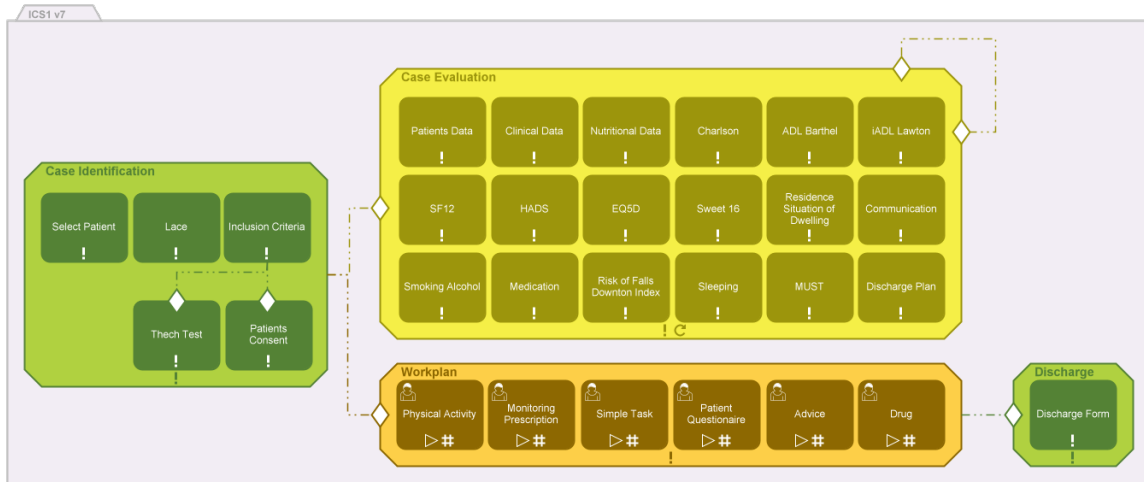 ICS1 v7
Case Identification
Select Patient
Lace
Inclusion Criteria
Thech Test
Patients
Consent
Case Evaluation
Patients Data
Clinical Data
Nutritional Data
Charlson
ADL Barthel
iADL Lawton
SF12
HADS
EQ5D
Sweet 16
Residence
Situation of
Dwelling
Communication
Smoking Alcohol
Medication
Risk of Falls
Downton Index
Sleeping
MUST
Discharge Plan
Workplan
Physical Activity
Monitoring
Prescription
Simple Task
Patient
Questionaire
Advice
Drug
Discharge
Discharge Form